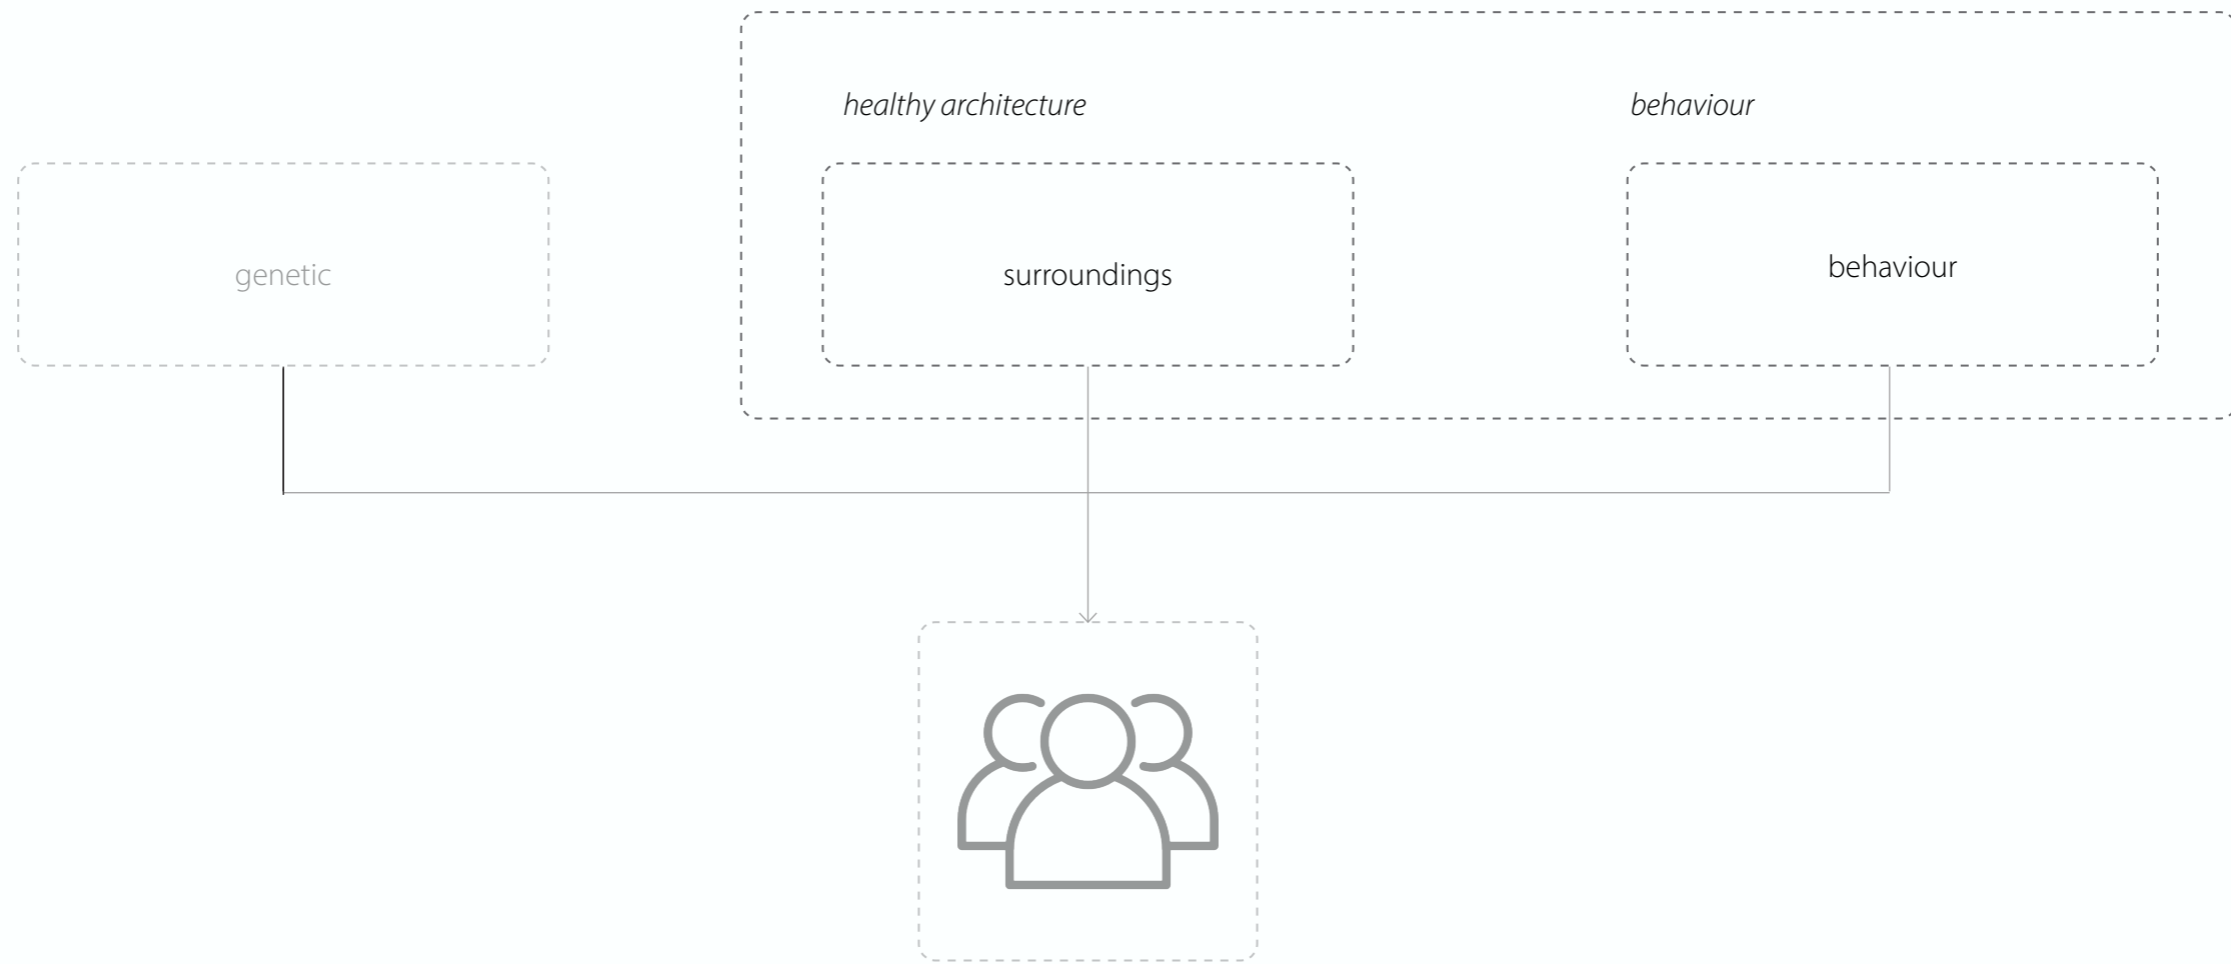 healthy architecture
behaviour
genetic
surroundings
behaviour